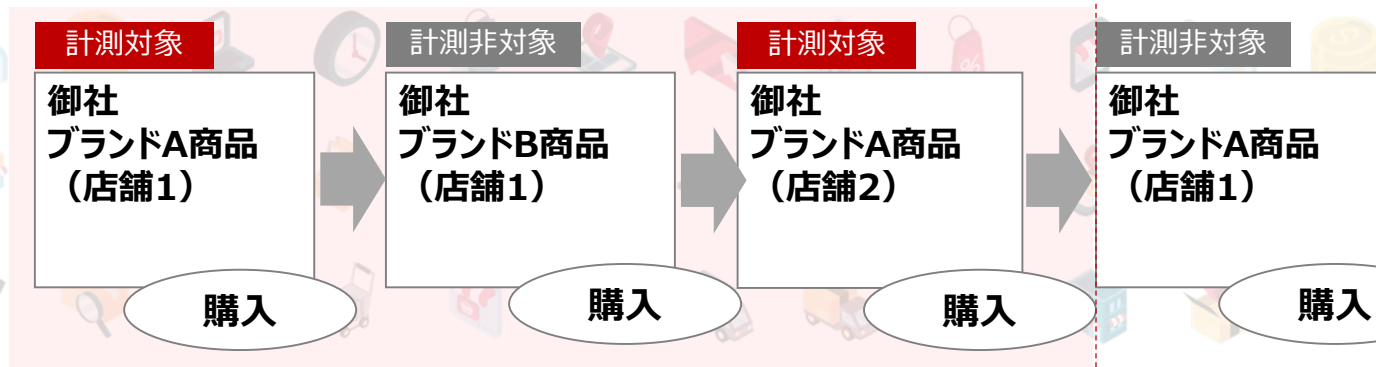 計測対象
御社
ブランドA商品
（店舗1）
購入
計測非対象
御社
ブランドB商品
（店舗1）
購入
計測対象
御社
ブランドA商品
（店舗2）
購入
計測非対象
御社
ブランドA商品
（店舗1）
購入